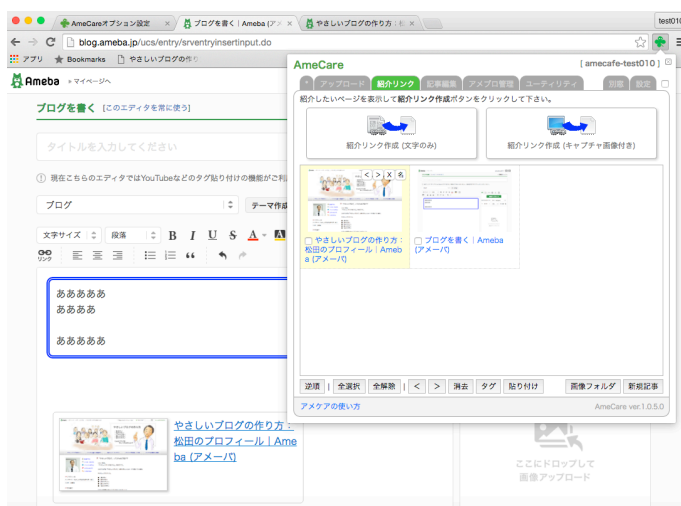 AmeCareオプション設定
ブログを書く | Ameba (ア
やさしいブログの作り方：
test010
blog.ameba.jp/ucs/entry/srventryinsertinput.do
アプリ
Bookmarks
やさしいブログの作り
AmeCare
[ amecafe-test010 ]
* アップロード 紹介リンク 記事編集 アメプロ管理 ユーティリティ 別窓 設定
紹介したいページを表示して紹介リンク作成ボタンをクリックして下さい。
紹介リンク作成 (文字のみ)
紹介リンク作成 (キャプチャ画像付き)
< > X 名
やさしいブログの作り方：
松田のプロフィール | Ameb
a (アメーバ)
ブログを書く | Ameba
(アメーバ)
逆順 | 全選択 全解除 | < > 消去 タグ 貼り付け 画像フォルダ 新規記事
アメケアの使い方
AmeCare ver.1.0.5.0
Ameba
マイページへ
ブログを書く [このエディタを常に使う]
タイトルを入力してください
現在こちらのエディタではYouTubeなどのタグ貼り付けの機能がご利
ブログ
テーマ作成
文字サイズ 段落 B I U S A A
リンク
あああああ
ああああ
あああああ
やさしいブログの作り方：
松田のプロフィール | Ame
ba (アメーバ)
ここにドロップして
画像アップロード